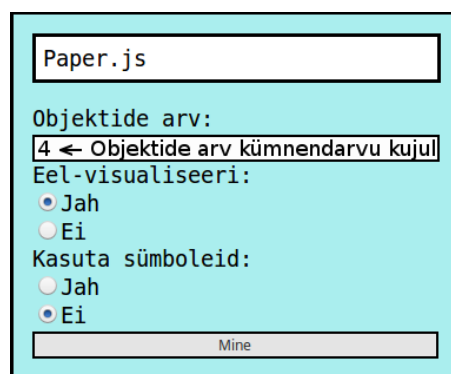 Paper.js
Objektide arv:
4 ← Objektide arv kümnendarvu kujul
Eel-visualiseeri:
Jah
Ei
Kasuta sümboleid:
Jah
Ei
Mine